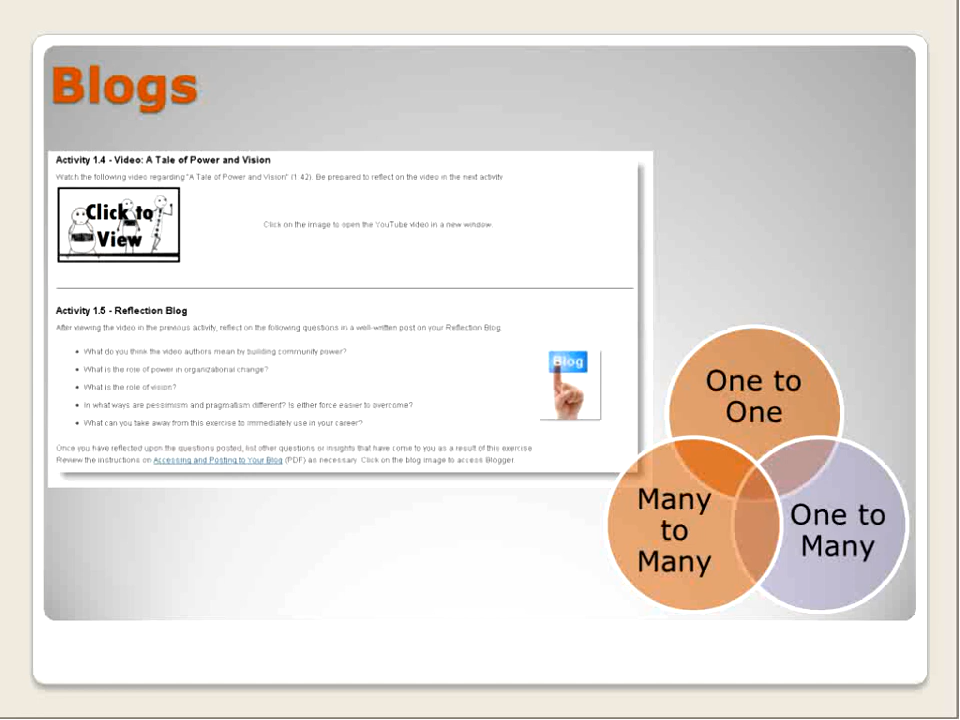 Blogs
Activity 1.4 - Video: A Tale of Power and Vision
Watch the following video regarding "A Tale of Power and Vision" (1:42). Be prepared to reflect on the video in the next activity
Click to
View
Click on the image to open the YouTube video in a new window.
Activity 1.5 - Reflection Blog
After viewing the video in the previous activity, reflect on the following questions in a well-written post on your Reflection Blog.
• What do you think the video authors mean by building community power?
• What is the role of power in organizational change?
• What is the role of vision?
• In what ways are pessimism and pragmatism different? Is either force easier to overcome?
• What can you take away from this exercise to immediately use in your career?
Blog
Once you have reflected upon the questions posted, list other questions or insights that have come to you as a result of this exercise
Review the instructions on Accessing and Posting to Your Blog (PDF) as necessary. Click on the blog image to access Blogger.
One to
One
Many
to
Many
One to
Many